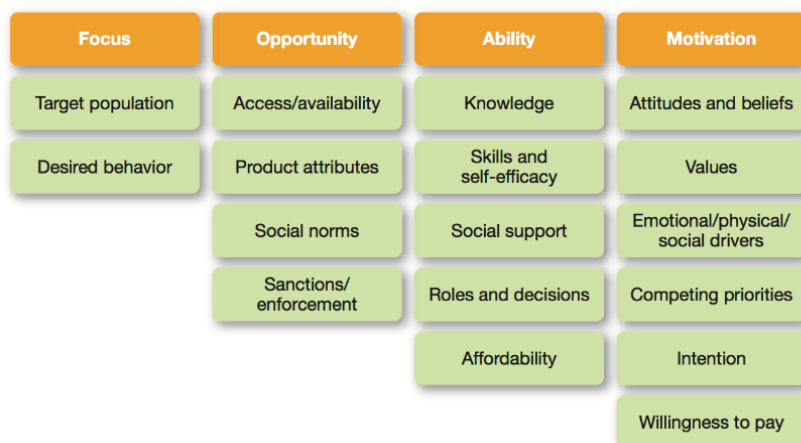 Focus
Opportunity
Ability
Motivation
Target population
Access/availability
Knowledge
Attitudes and beliefs
Desired behavior
Product attributes
Skills and
self-efficacy
Values
Social norms
Social support
Emotional/physical/
social drivers
Sanctions/
enforcement
Roles and decisions
Competing priorities
Affordability
Intention
Willingness to pay